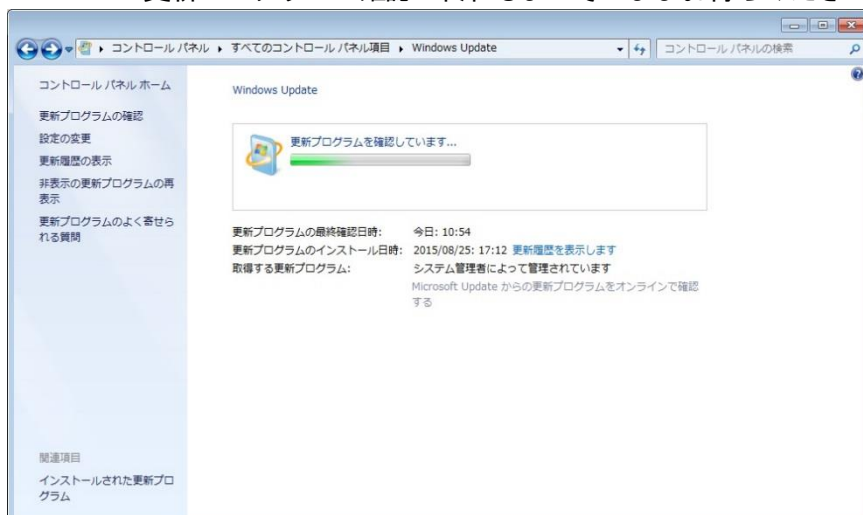 コントロール パネル ▸ すべてのコントロール パネル項目 ▸ Windows Update
コントロール パネルの検索
コントロール パネル ホーム
更新プログラムの確認
設定の変更
更新履歴の表示
非表示の更新プログラムの再
表示
更新プログラムのよく寄せら
れる質問
Windows Update
更新プログラムを確認しています...
更新プログラムの最終確認日時: 今日: 10:54
更新プログラムのインストール日時: 2015/08/25: 17:12 更新履歴を表示します
取得する更新プログラム: システム管理者によって管理されています
Microsoft Update からの更新プログラムをオンラインで確認
する
関連項目
インストールされた更新プロ
グラム